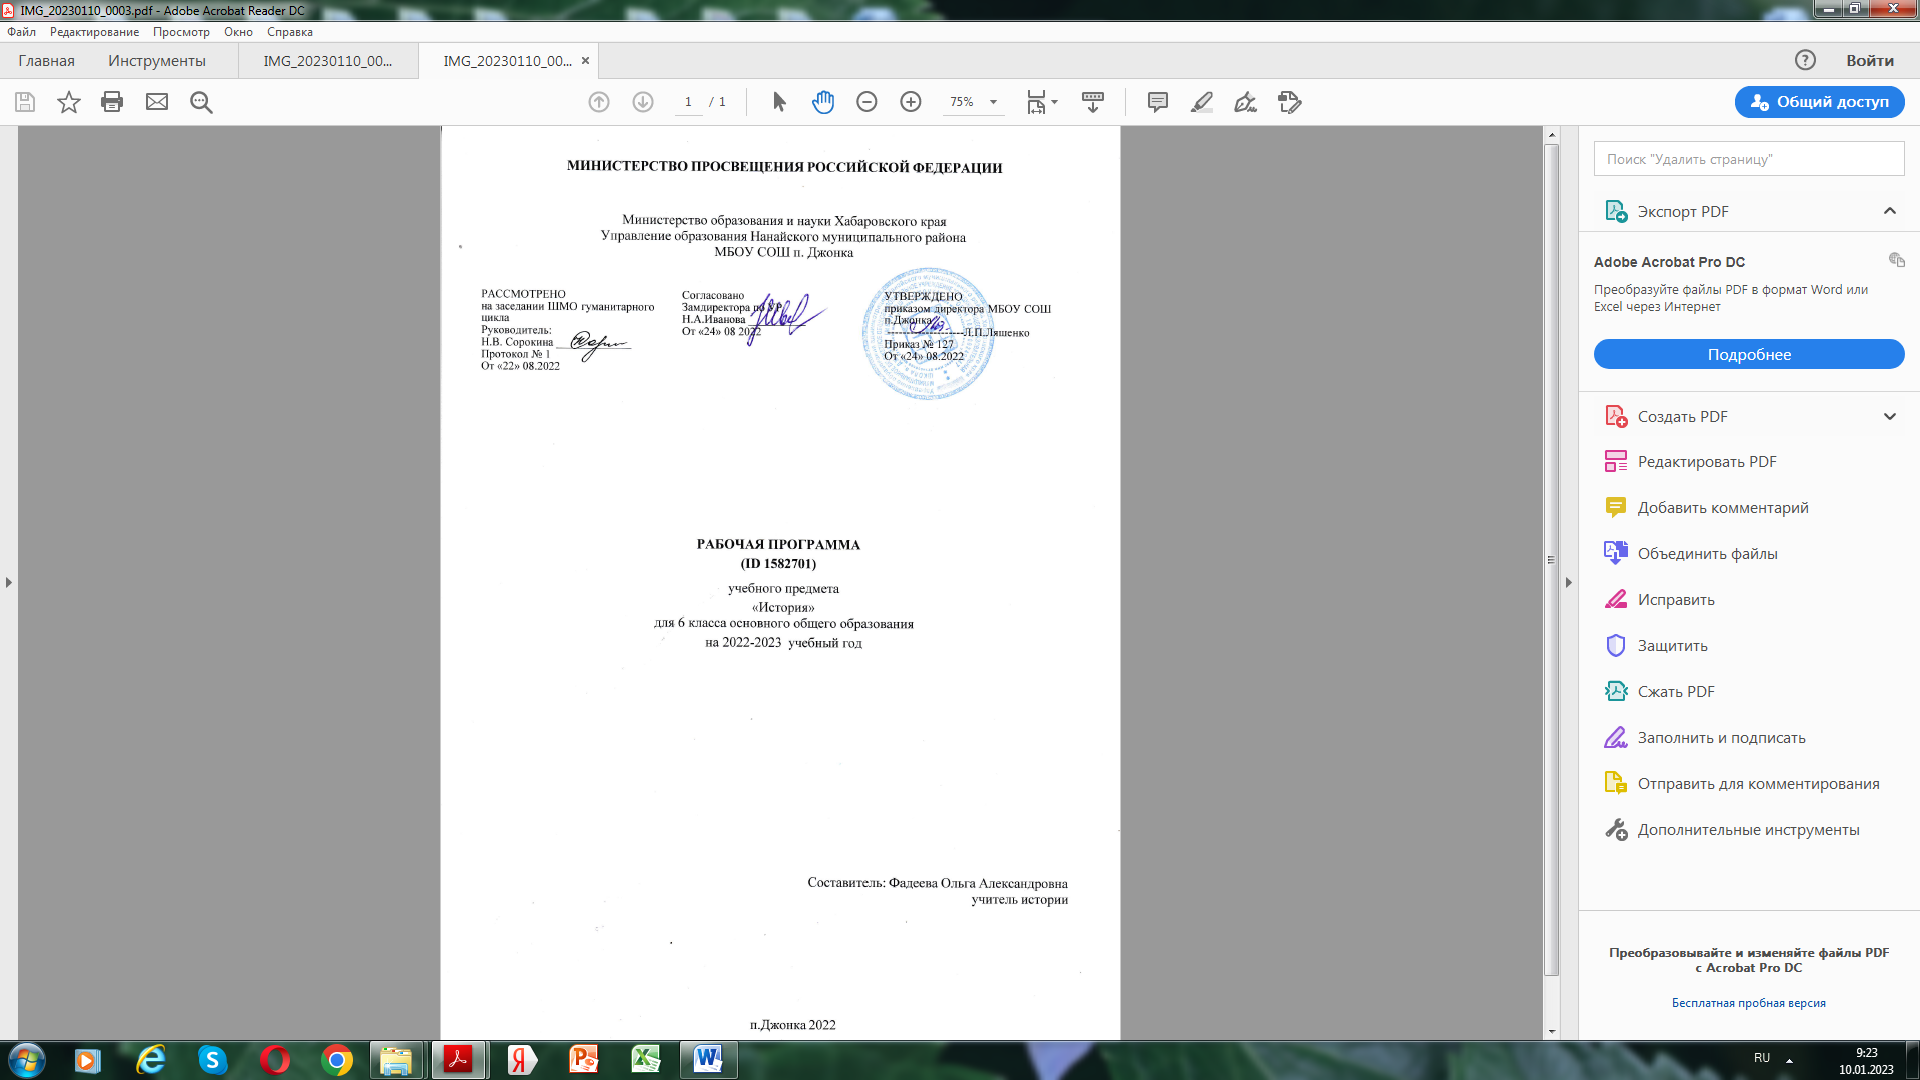 IMG_20230110_0003.pdf - Adobe Acrobat Reader DC
Файл Редактирование Просмотр Окно Справка
Главная Инструменты IMG_20230110_00... IMG_20230110_00... ×
Войти
1 / 1 75%
Общий доступ
МИНИСТЕРСТВО ПРОСВЕЩЕНИЯ РОССИЙСКОЙ ФЕДЕРАЦИИ
Министерство образования и науки Хабаровского края
Управление образования Нанайского муниципального района
МБОУ СОШ п. Джонка
РАССМОТРЕНО
на заседании ШМО гуманитарного
цикла
Руководитель:
Н.В. Сорокина
Протокол № 1
От «22» 08.2022
Согласовано
Замдиректора по УР
Н.А.Иванова
От «24» 08 2022
УТВЕРЖДЕНО
приказом директора МБОУ СОШ
п.Джонка
----------------------Л.П.Ляшенко
Приказ № 127
От «24» 08.2022
РАБОЧАЯ ПРОГРАММА
(ID 1582701)
учебного предмета
«История»
для 6 класса основного общего образования
на 2022-2023 учебный год
Составитель: Фадеева Ольга Александровна
учитель истории
п.Джонка 2022
Поиск "Удалить страницу"
Экспорт PDF
Adobe Acrobat Pro DC
Преобразуйте файлы PDF в формат Word или
Excel через Интернет
Подробнее
Создать PDF
Редактировать PDF
Добавить комментарий
Объединить файлы
Исправить
Защитить
Сжать PDF
Заполнить и подписать
Отправить для комментирования
Дополнительные инструменты
Преобразовывайте и изменяйте файлы PDF
с Acrobat Pro DC
Бесплатная пробная версия
RU
9:23
10.01.2023